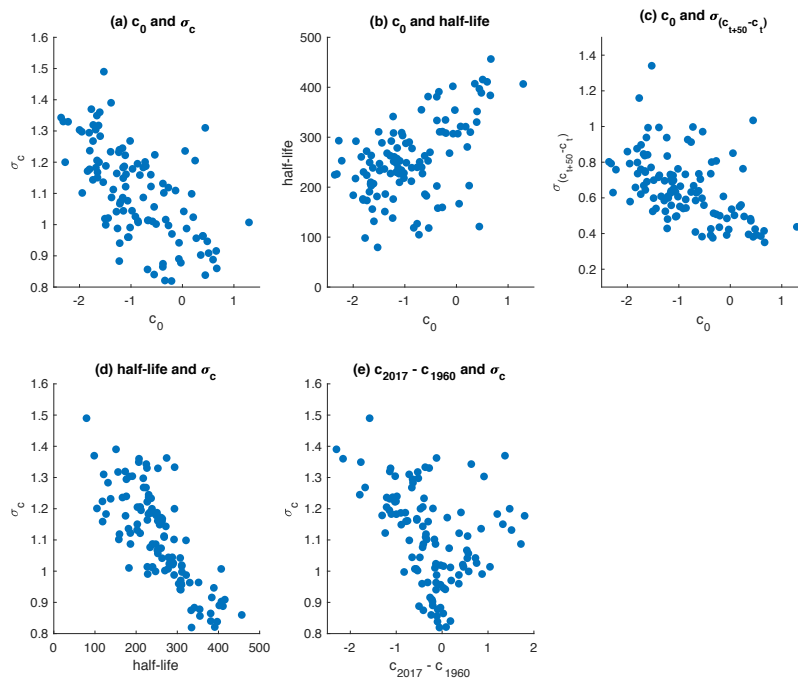 (a) c0 and σc
1.6
1.5
1.4
1.3
1.2
1.1
1
0.9
0.8
σc
-2 -1 0 1
c0
(b) c0 and half-life
500
400
300
200
100
0
half-life
-2 -1 0 1
c0
(c) c0 and σ(ct+50-ct)
1.4
1.2
1
0.8
0.6
0.4
0.2
σ(ct+50-ct)
-2 -1 0 1
c0
(d) half-life and σc
1.6
1.5
1.4
1.3
1.2
1.1
1
0.9
0.8
σc
0 100 200 300 400 500
half-life
(e) c2017 - c1960 and σc
1.6
1.5
1.4
1.3
1.2
1.1
1
0.9
0.8
σc
-2 -1 0 1 2
c2017 - c1960